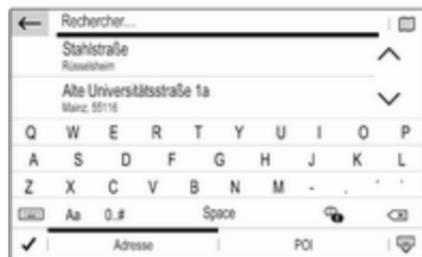 Rechercher...
Stahlstraße
Rüsselsheim
Alte Universitätsstraße 1a
Mainz, 55116
Q W E R T Y U I O P
A S D F G H J K L
Z X C V B N M - .
Aa 0..# Space
Adresse POI